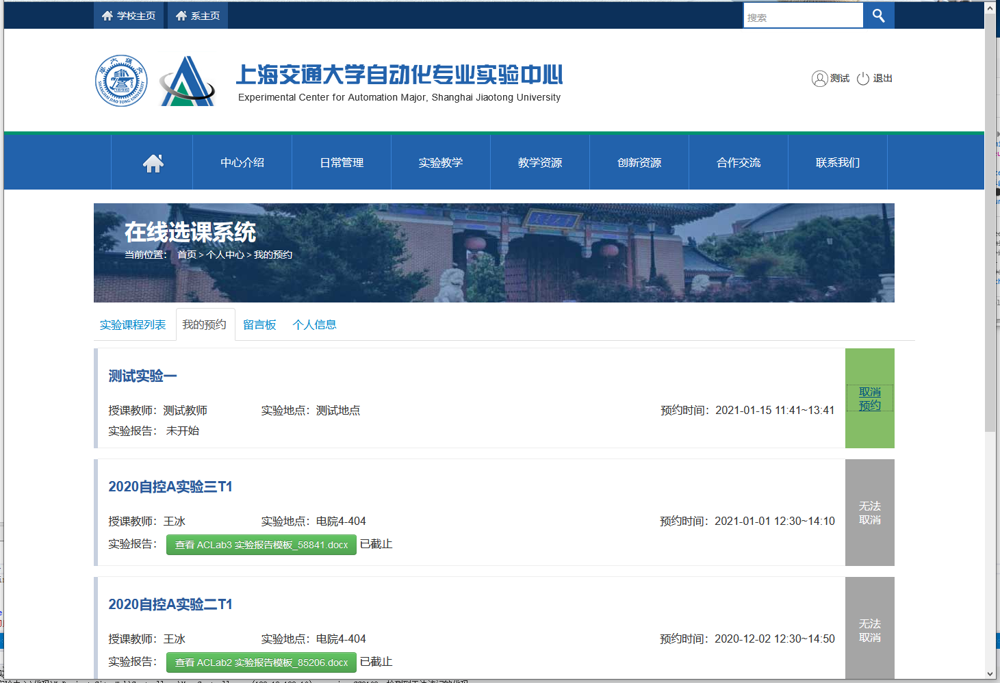 学校主页
系主页
搜索
上海交通大学自动化专业实验中心
Experimental Center for Automation Major, Shanghai Jiaotong University
测试
退出
中心介绍
日常管理
实验教学
教学资源
创新资源
合作交流
联系我们
在线选课系统
当前位置： 首页 > 个人中心 > 我的预约
实验课程列表
我的预约
留言板
个人信息
测试实验一
授课教师：测试教师
实验地点：测试地点
预约时间：2021-01-15 11:41~13:41
实验报告： 未开始
取消
预约
2020自控A实验三T1
授课教师：王冰
实验地点：电院4-404
预约时间：2021-01-01 12:30~14:10
实验报告： 查看 ACLab3 实验报告模板_58841.docx 已截止
无法
取消
2020自控A实验二T1
授课教师：王冰
实验地点：电院4-404
预约时间：2020-12-02 12:30~14:50
实验报告： 查看 ACLab2 实验报告模板_85206.docx 已截止
无法
取消